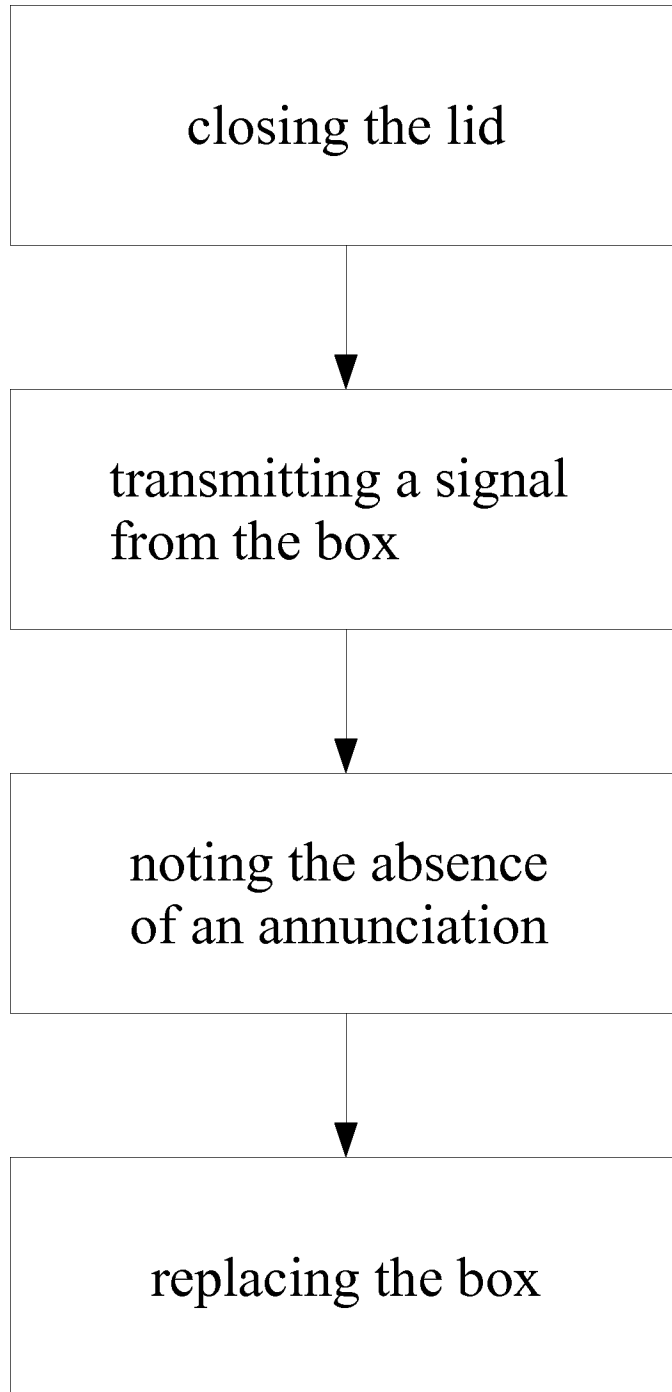 closing the lid
transmitting a signal
from the box
noting the absence
of an annunciation
replacing the box